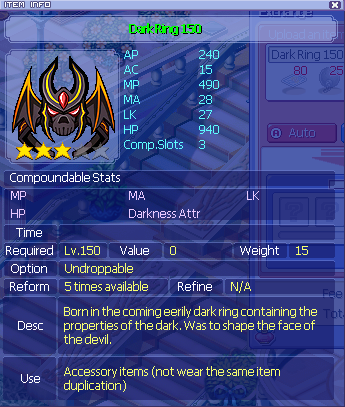 ITEM INFO
Dark Ring 150
AP 240
AC 15
MP 490
MA 28
LK 27
HP 940
Comp.Slots 3
Dark Ring 150
80 25
Auto
Compoundable Stats
MP MA LK
HP Darkness Attr
Time
Required Lv.150 Value 0 Weight 15
Option Undroppable
Reform 5 times available Refine N/A
Desc
Born in the coming eerily dark ring containing the
properties of the dark. Was to shape the face of
the devil.
Fee
Use
Accessory items (not wear the same item
duplication)